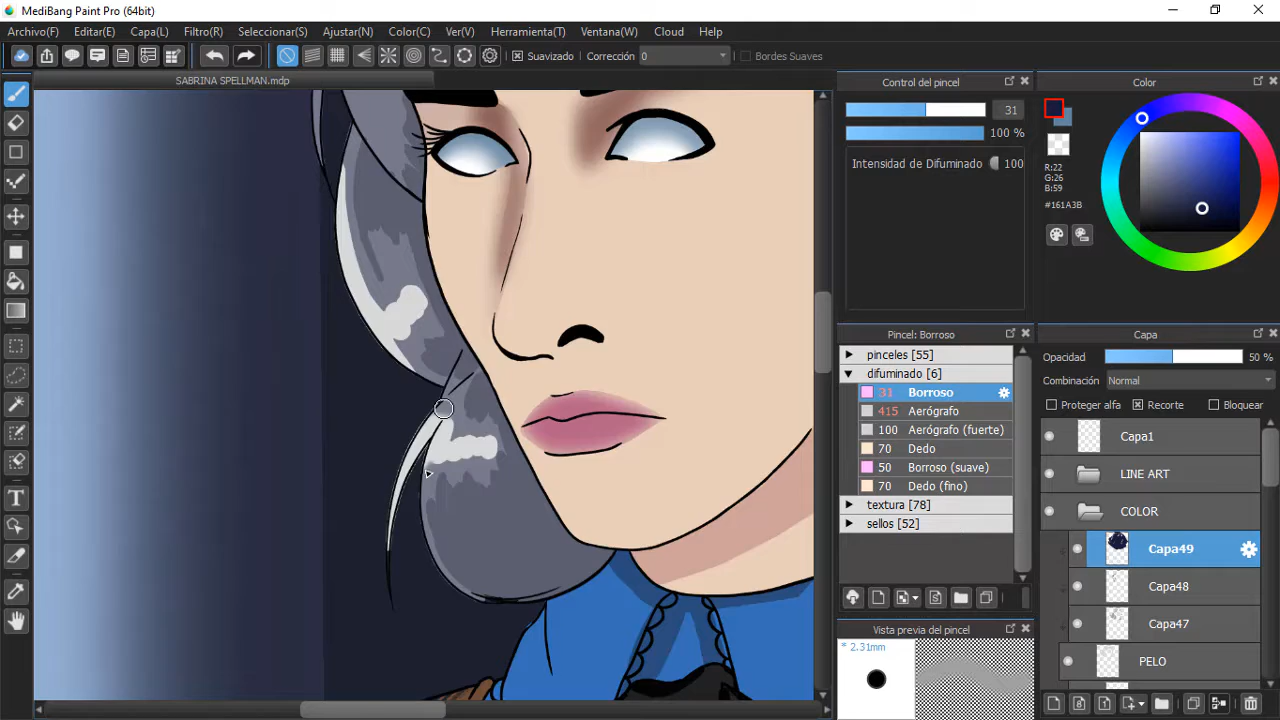 MediBang Paint Pro (64bit)
Archivo(F) Editar(E) Capa(L) Filtro(R) Seleccionar(S) Ajustar(N) Color(C) Ver(V) Herramienta(T) Ventana(W) Cloud Help
Suavizado Corrección 0 Bordes Suaves
SABRINA SPELLMAN.mdp
Control del pincel
31
100 %
Intensidad de Difuminado 100
Color
R:22
G:26
B:59
#161A3B
Pincel: Borroso
pinceles [55]
difuminado [6]
31 Borroso
415 Aerógrafo
100 Aerógrafo (fuerte)
70 Dedo
50 Borroso (suave)
70 Dedo (fino)
textura [78]
sellos [52]
Capa
Opacidad 50 %
Combinación Normal
Proteger alfa Recorte Bloquear
Capa1
LINE ART
COLOR
Capa49
Capa48
Capa47
PELO
Vista previa del pincel
* 2.31mm